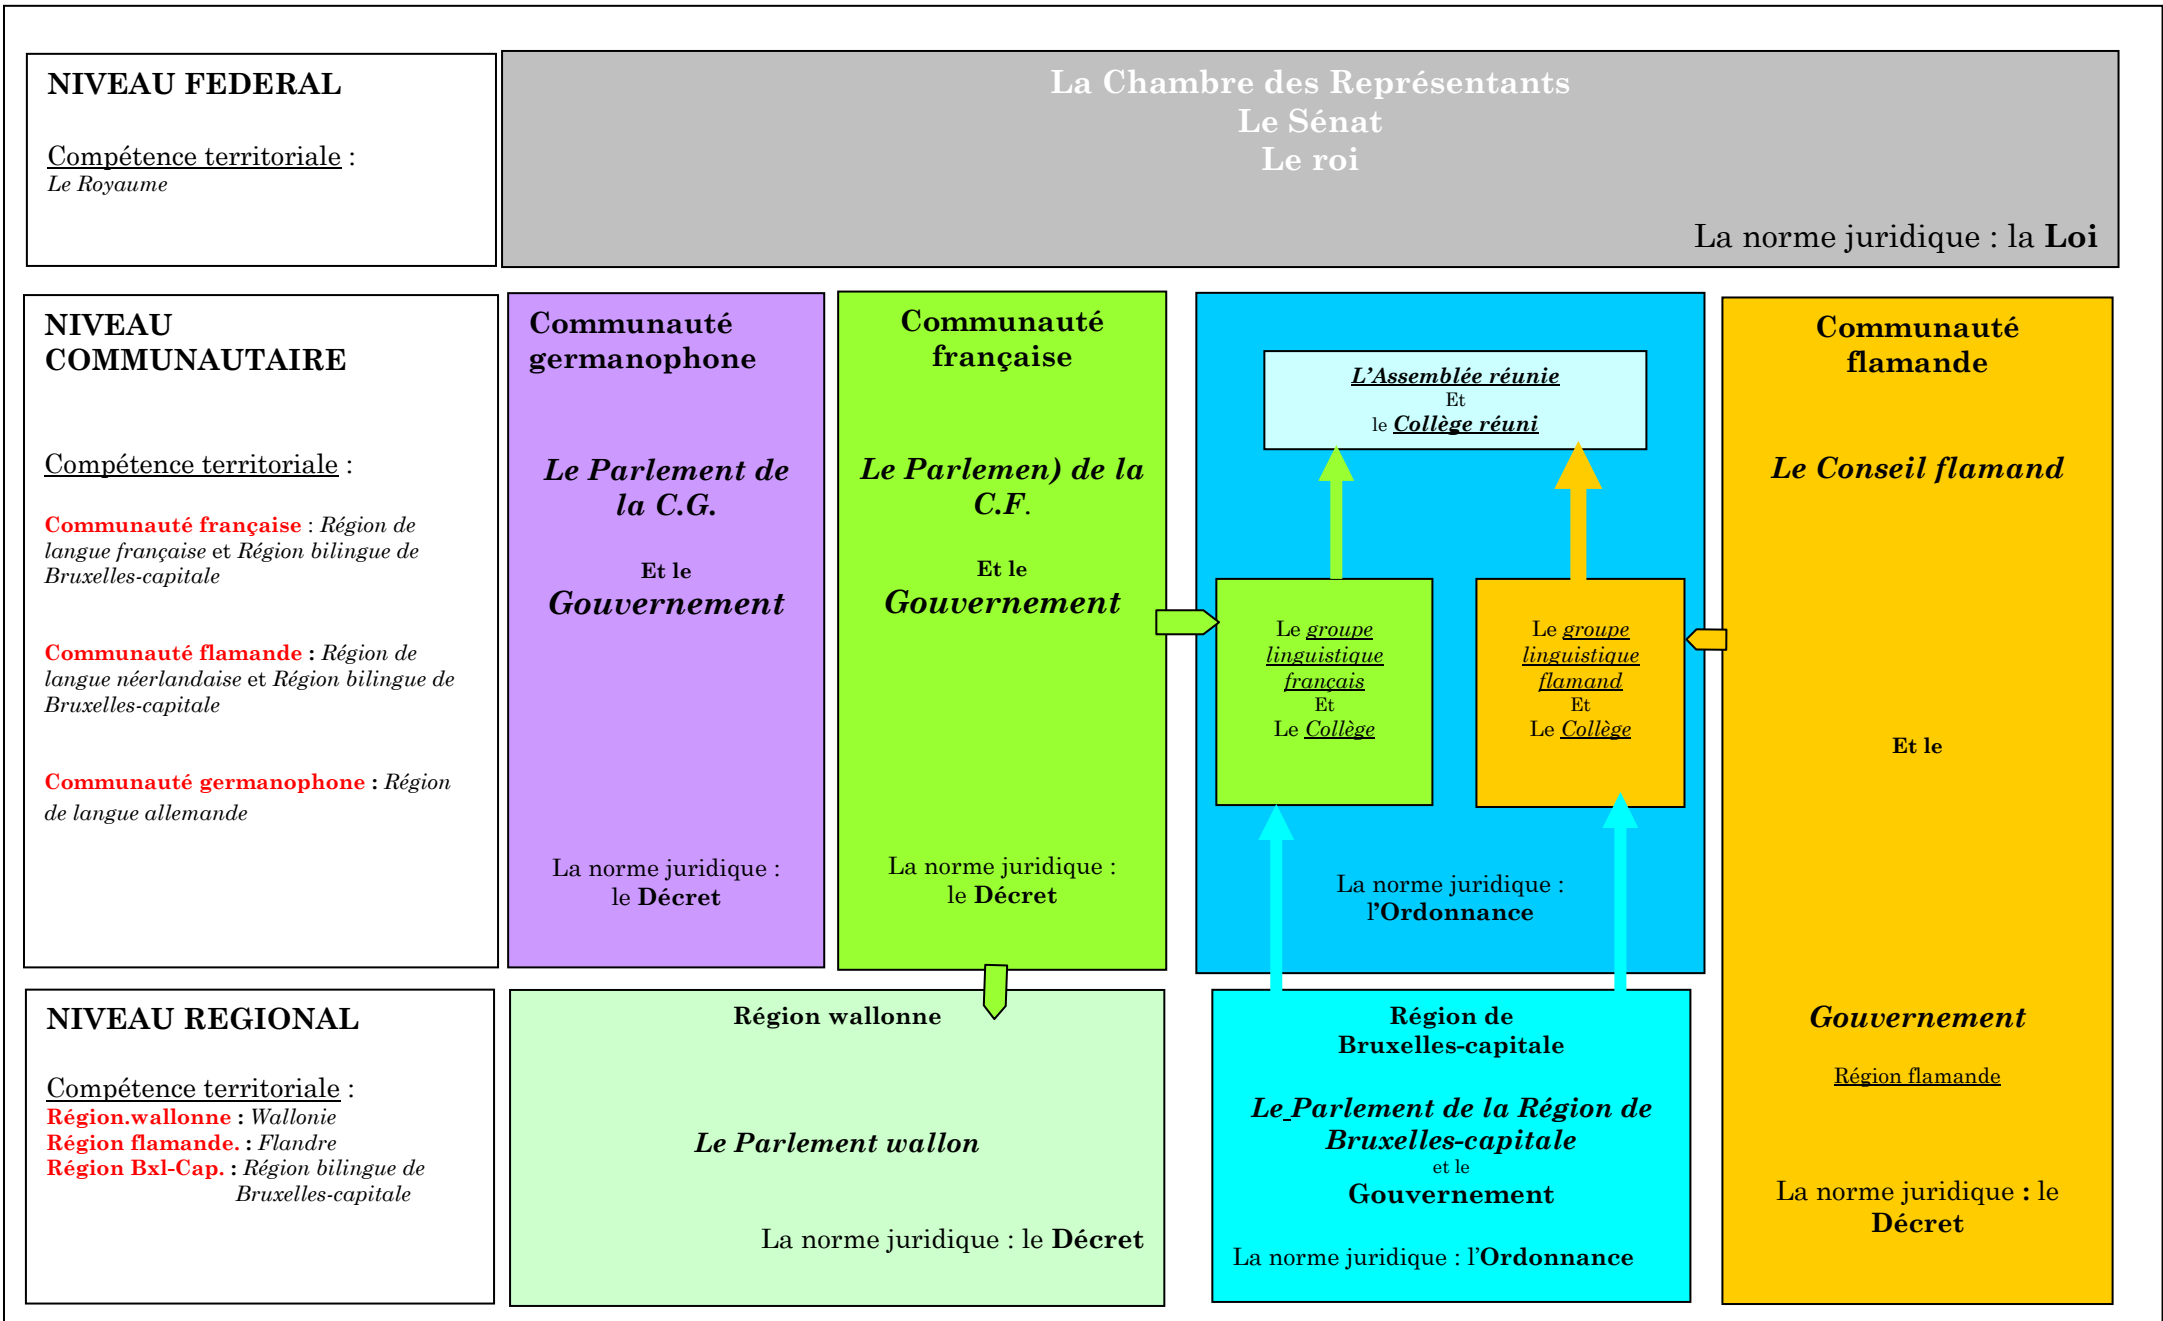 NIVEAU FEDERAL
Compétence territoriale :
Le Royaume
La Chambre des Représentants
Le Sénat
Le roi
La norme juridique : la Loi
NIVEAU
COMMUNAUTAIRE
Compétence territoriale :
Communauté française : Région de
langue française et Région bilingue de
Bruxelles-capitale
Communauté flamande : Région de
langue néerlandaise et Région bilingue de
Bruxelles-capitale
Communauté germanophone : Région
de langue allemande
Communauté
germanophone
Le Parlement de
la C.G.
Et le
Gouvernement
La norme juridique :
le Décret
Communauté
française
Le Parlemen) de la
C.F.
Et le
Gouvernement
La norme juridique :
le Décret
L'Assemblée réunie
Et
le Collège réuni
Le groupe
linguistique
français
Et
Le Collège
Le groupe
linguistique
flamand
Et
Le Collège
La norme juridique :
l'Ordonnance
Communauté
flamande
Le Conseil flamand
Et le
Gouvernement
Région flamande
La norme juridique : le
Décret
NIVEAU REGIONAL
Compétence territoriale :
Région.wallonne : Wallonie
Région flamande. : Flandre
Région Bxl-Cap. : Région bilingue de
Bruxelles-capitale
Région wallonne
Le Parlement wallon
La norme juridique : le Décret
Région de
Bruxelles-capitale
Le Parlement de la Région de
Bruxelles-capitale
et le
Gouvernement
La norme juridique : l'Ordonnance